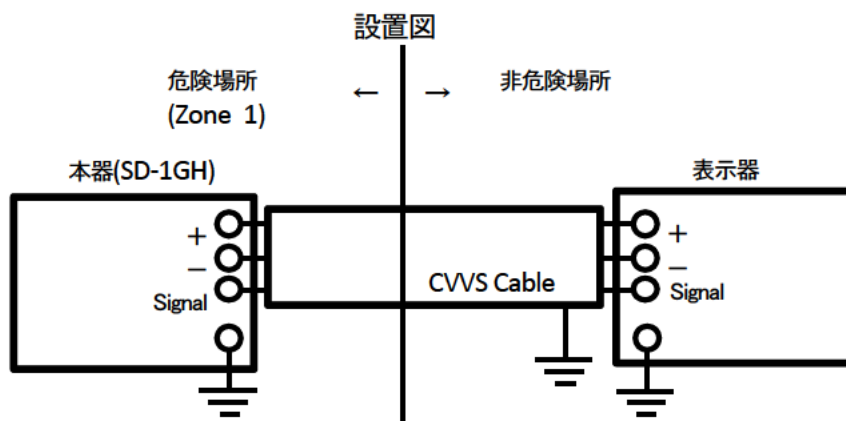 設置図
危険場所
(Zone 1)
← →
非危険場所
本器(SD-1GH)
表示器
+
−
Signal
CVVS Cable
+
−
Signal